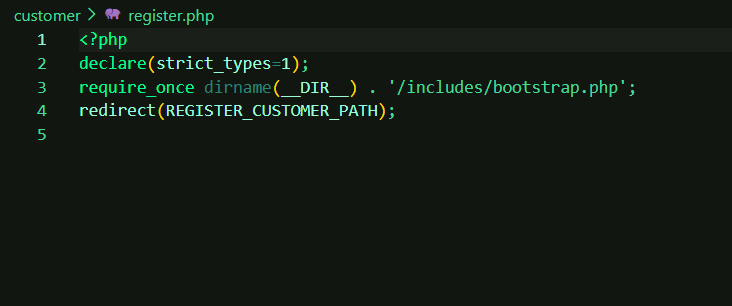 customer > register.php
1 <?php
2 declare(strict_types=1);
3 require_once dirname(__DIR__) . '/includes/bootstrap.php';
4 redirect(REGISTER_CUSTOMER_PATH);
5